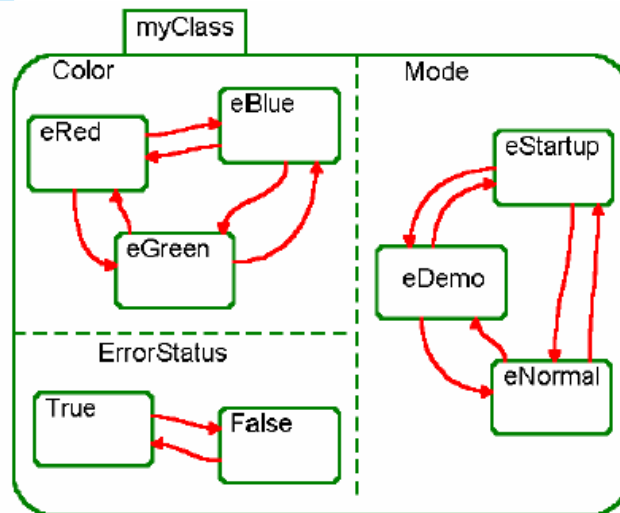 myClass
Color
Mode
eRed
eBlue
eStartup
eGreen
eDemo
ErrorStatus
eNormal
True
False